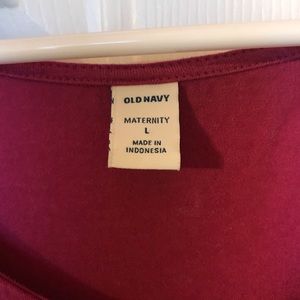 OLD NAVY
MATERNITY
L
MADE IN
INDONESIA